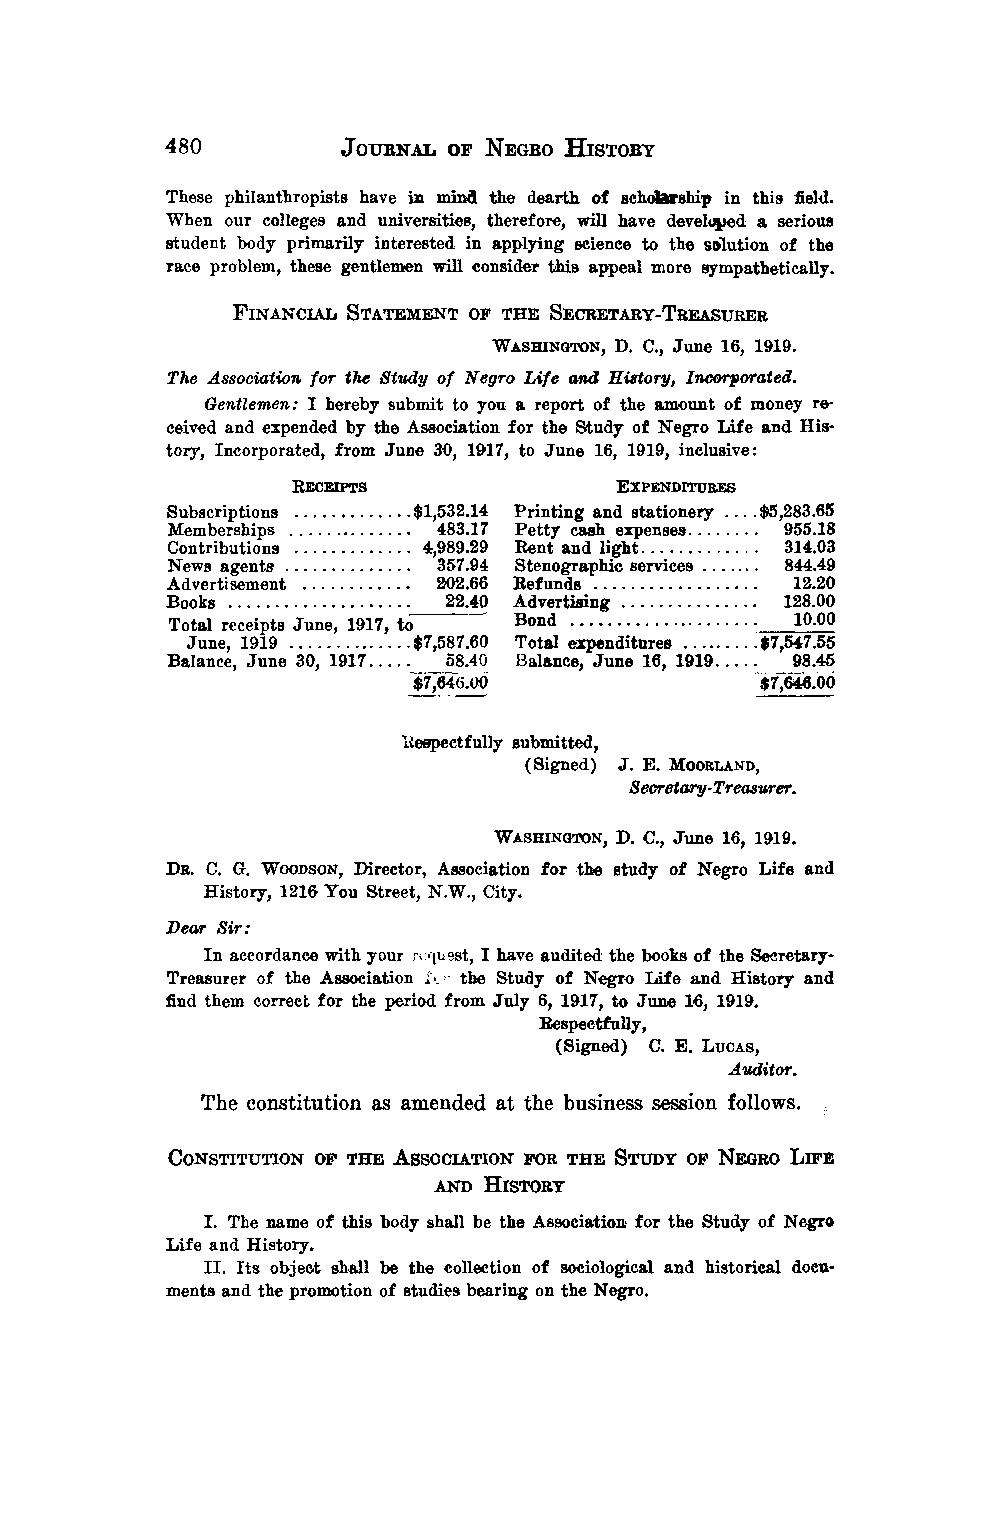 480 JOURNAL OF NEGRO HISTORY
These philanthropists have in mind the dearth of scholarship in this field.
When our colleges and universities, therefore, will have developed a serious
student body primarily interested in applying science to the solution of the
race problem, these gentlemen will consider this appeal more sympathetically.
FINANCIAL STATEMENT OF THE SECRETARY-TREASURER
WASHINGTON, D. C., June 16, 1919.
The Association for the Study of Negro Life and History, Incorporated.
Gentlemen: I hereby submit to you a report of the amount of money re-
ceived and expended by the Association for the Study of Negro Life and His-
tory, Incorporated, from June 30, 1917, to June 16, 1919, inclusive:
RECEIPTS
Subscriptions .............$1,532.14
Memberships .............. 483.17
Contributions ............. 4,989.29
News agents .............. 357.94
Advertisement ............ 202.66
Books .................... 22.40
Total receipts June, 1917, to
June, 1919 ..............$7,587.60
Balance, June 30, 1917..... 58.40
$7,646.00
EXPENDITURES
Printing and stationery ....$5,283.65
Petty cash expenses........ 955.18
Rent and light............. 314.03
Stenographic services ....... 844.49
Refunds .................. 12.20
Advertising ............... 128.00
Bond ..................... 10.00
Total expenditures .........$7,547.55
Balance, June 16, 1919..... 98.45
$7,646.00
Respectfully submitted,
(Signed) J. E. MOORLAND,
Secretary-Treasurer.
WASHINGTON, D. C., June 16, 1919.
DR. C. G. WOODSON, Director, Association for the study of Negro Life and
History, 1216 You Street, N.W., City.
Dear Sir:
In accordance with your request, I have audited the books of the Secretary-
Treasurer of the Association for the Study of Negro Life and History and
find them correct for the period from July 6, 1917, to June 16, 1919.
Respectfully,
(Signed) C. E. LUCAS,
Auditor.
The constitution as amended at the business session follows.
CONSTITUTION OF THE ASSOCIATION FOR THE STUDY OF NEGRO LIFE
AND HISTORY
I. The name of this body shall be the Association for the Study of Negro
Life and History.
II. Its object shall be the collection of sociological and historical docu-
ments and the promotion of studies bearing on the Negro.